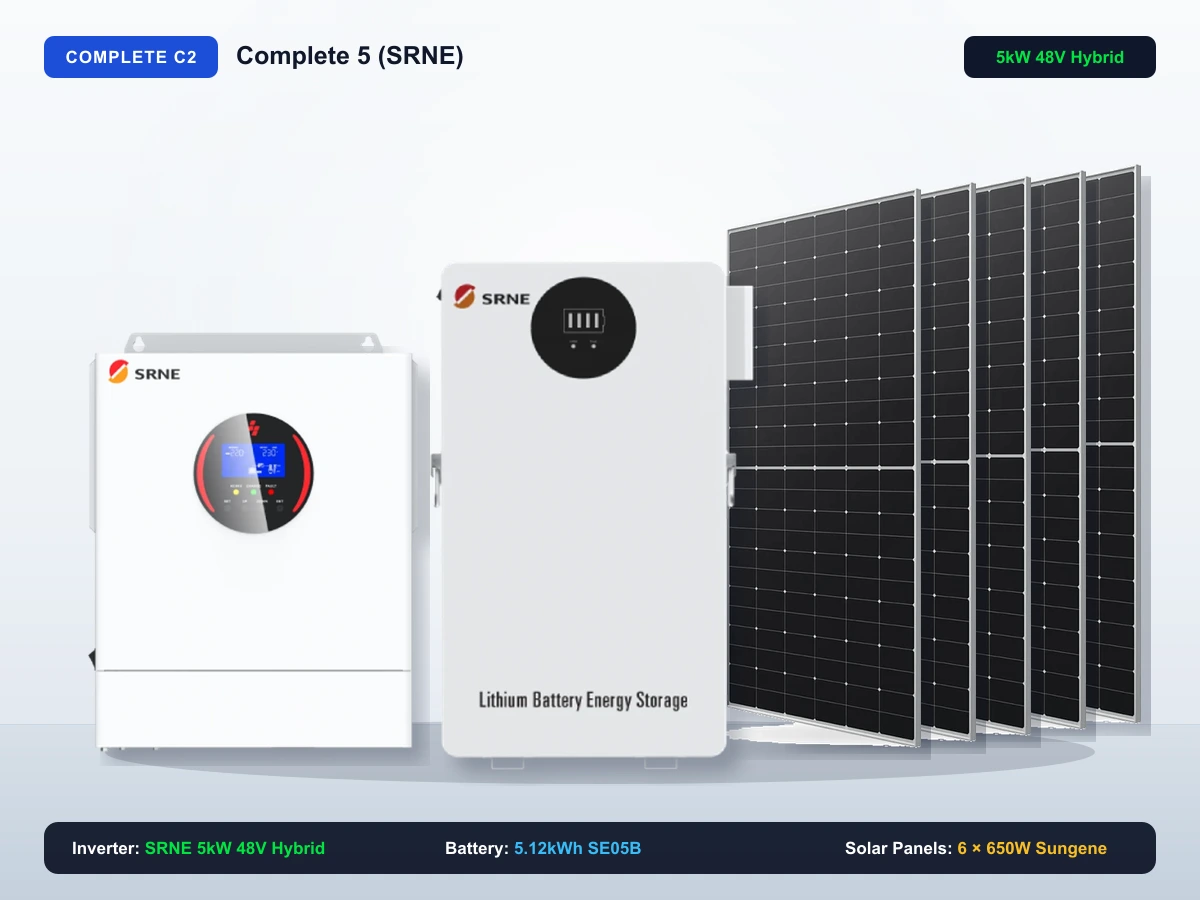 COMPLETE C2
Complete 5 (SRNE)
5kW 48V Hybrid
SRNE
SRNE
Lithium Battery Energy Storage
Inverter: SRNE 5kW 48V Hybrid
Battery: 5.12kWh SE05B
Solar Panels: 6 × 650W Sungene